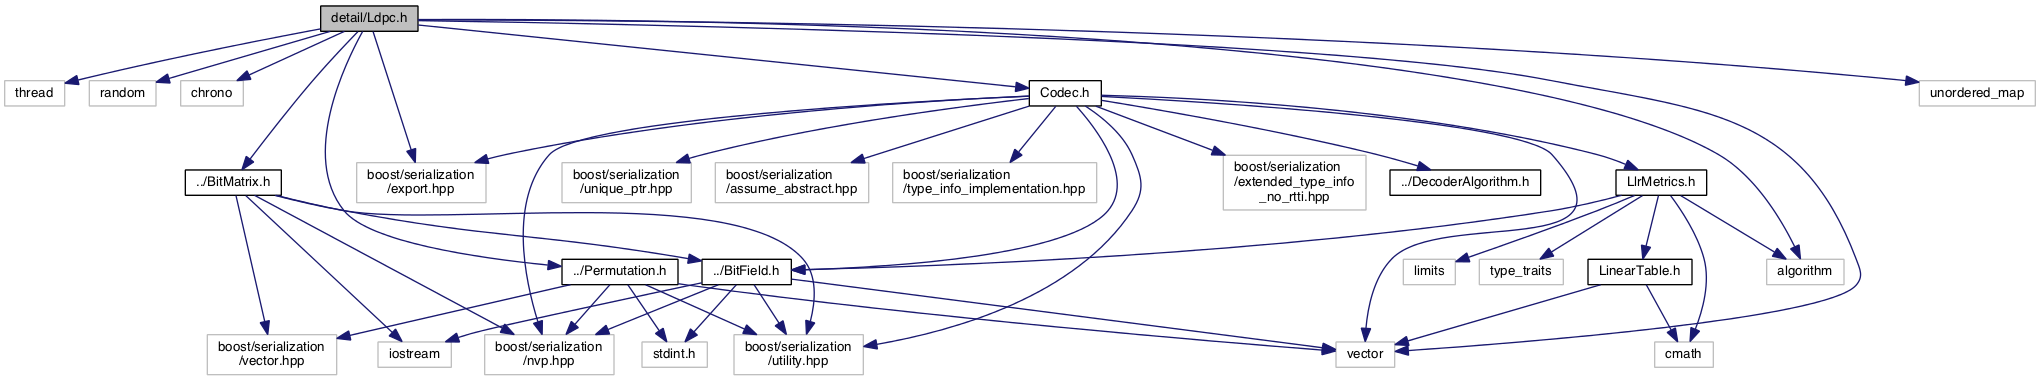 detail/Ldpc.h
thread
random
chrono
Codec.h
unordered_map
../BitMatrix.h
boost/serialization
/export.hpp
boost/serialization
/unique_ptr.hpp
boost/serialization
/assume_abstract.hpp
boost/serialization
/type_info_implementation.hpp
boost/serialization
/extended_type_info
_no_rtti.hpp
../DecoderAlgorithm.h
LlrMetrics.h
../Permutation.h
../BitField.h
limits
type_traits
LinearTable.h
algorithm
boost/serialization
/vector.hpp
iostream
boost/serialization
/nvp.hpp
stdint.h
boost/serialization
/utility.hpp
vector
cmath